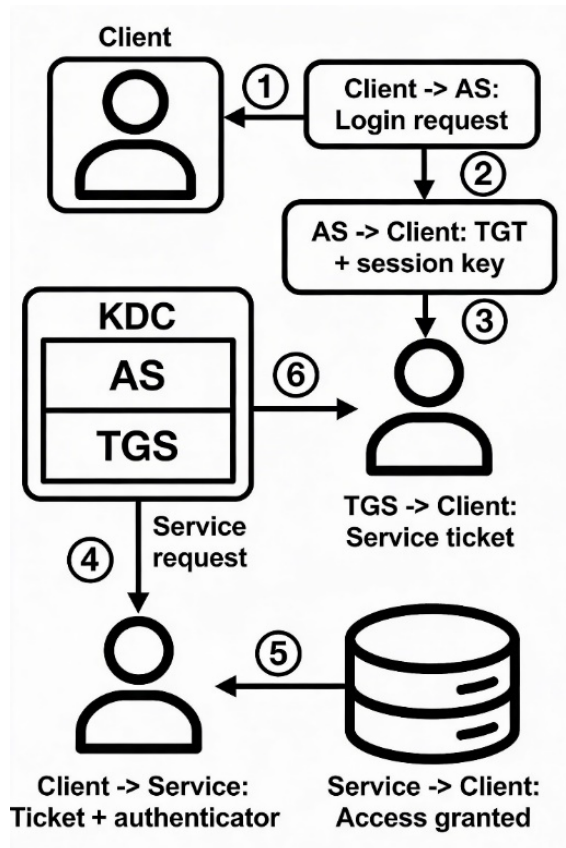 Client
①
Client -> AS:
Login request
②
AS -> Client: TGT
+ session key
③
KDC
AS
TGS
⑥
TGS -> Client:
Service ticket
④
Service
request
⑤
Client -> Service:
Ticket + authenticator
Service -> Client:
Access granted